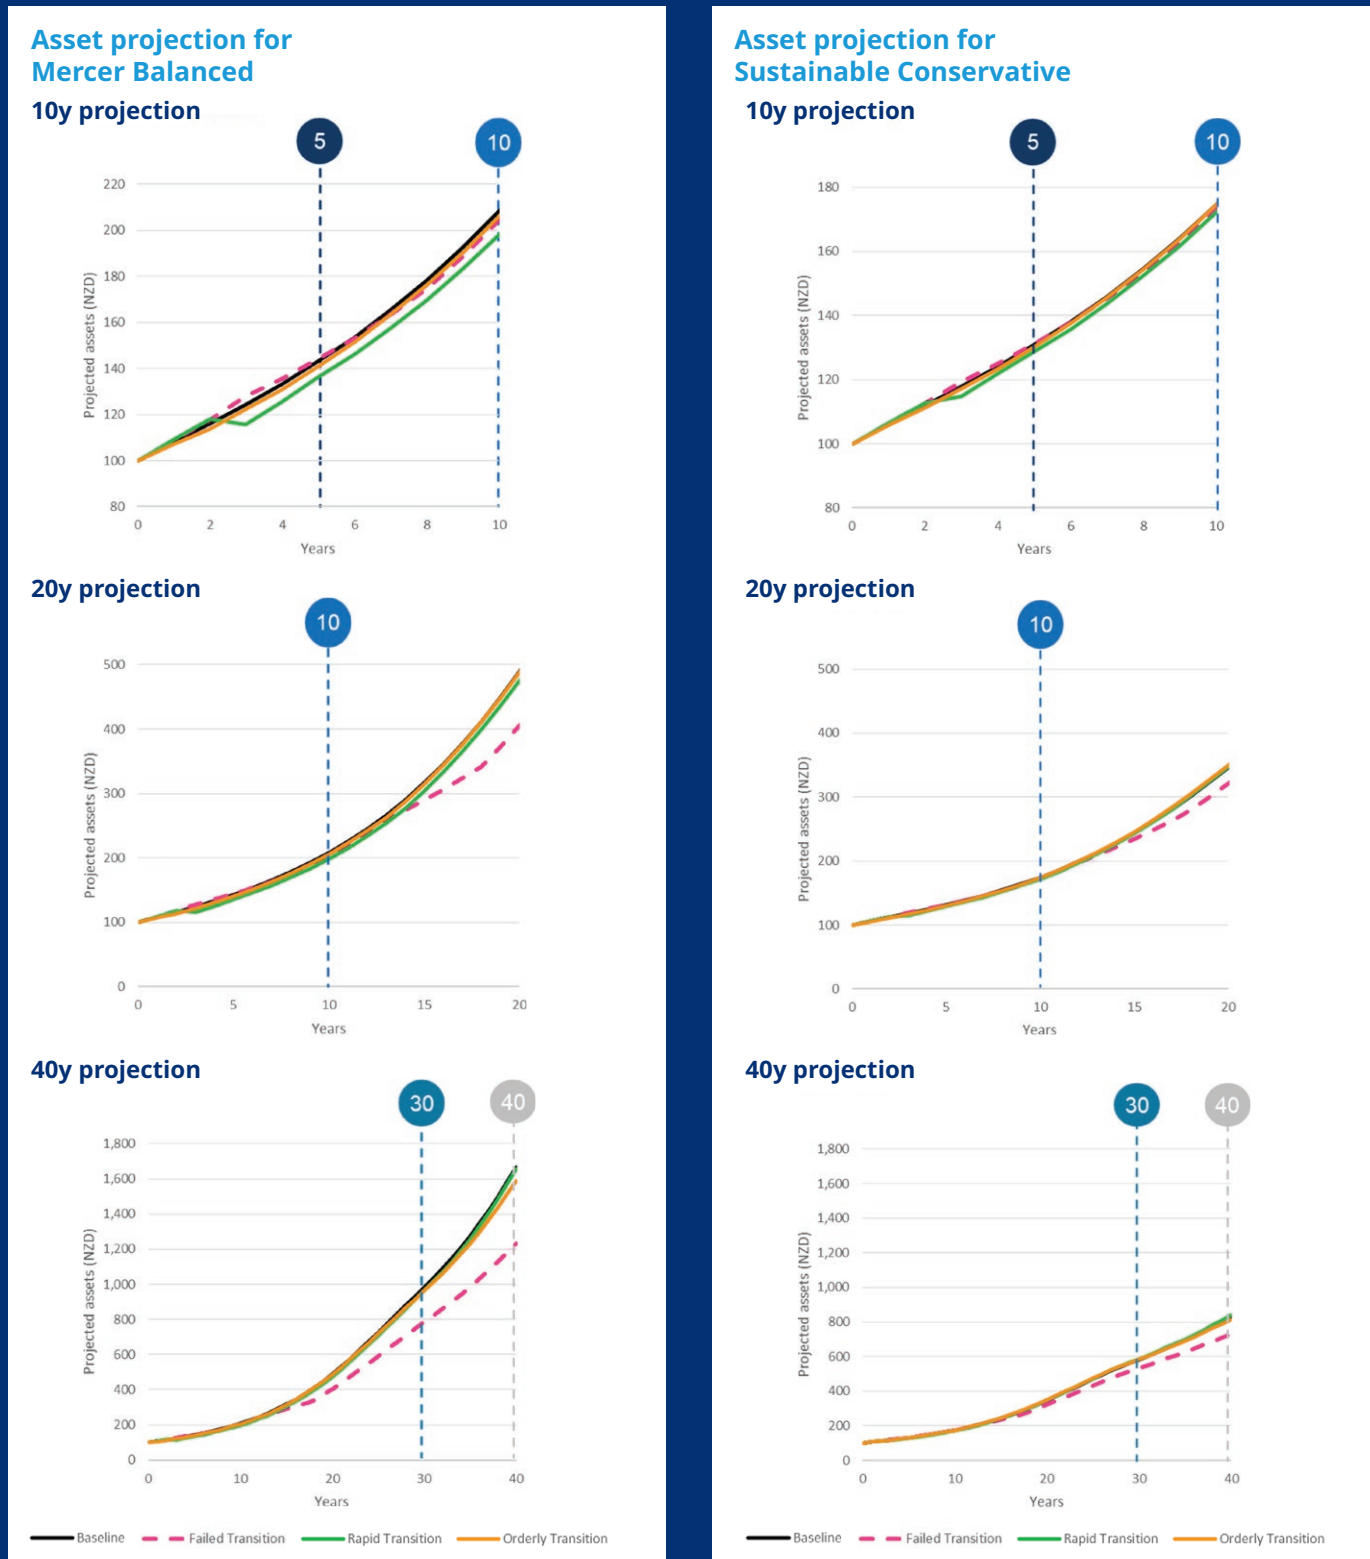 Asset projection for
Mercer Balanced
10y projection
5
10
220
200
180
160
140
120
100
80
Projected assets (NZD)
0 2 4 6 8 10
Years
20y projection
10
500
400
300
200
100
0
Projected assets (NZD)
0 5 10 15 20
Years
40y projection
30
40
1,800
1,600
1,400
1,200
1,000
800
600
400
200
0
Projected assets (NZD)
0 10 20 30 40
Years
Baseline Failed Transition Rapid Transition Orderly Transition
Asset projection for
Sustainable Conservative
10y projection
5
10
180
160
140
120
100
80
Projected assets (NZD)
0 2 4 6 8 10
Years
20y projection
10
500
400
300
200
100
0
Projected assets (NZD)
0 5 10 15 20
Years
40y projection
30
40
1,800
1,600
1,400
1,200
1,000
800
600
400
200
0
Projected assets (NZD)
0 10 20 30 40
Years
Baseline Failed Transition Rapid Transition Orderly Transition